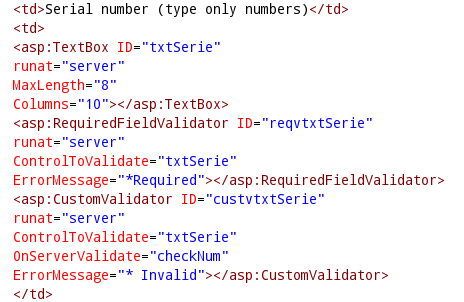 <td>Serial number (type only numbers)</td>
<td>
<asp:TextBox ID="txtSerie"
runat="server"
MaxLength="8"
Columns="10"></asp:TextBox>
<asp:RequiredFieldValidator ID="reqvtxtSerie"
runat="server"
ControlToValidate="txtSerie"
ErrorMessage="*Required"></asp:RequiredFieldValidator>
<asp:CustomValidator ID="custvtxtSerie"
runat="server"
ControlToValidate="txtSerie"
OnServerValidate="checkNum"
ErrorMessage="* Invalid"></asp:CustomValidator>
</td>